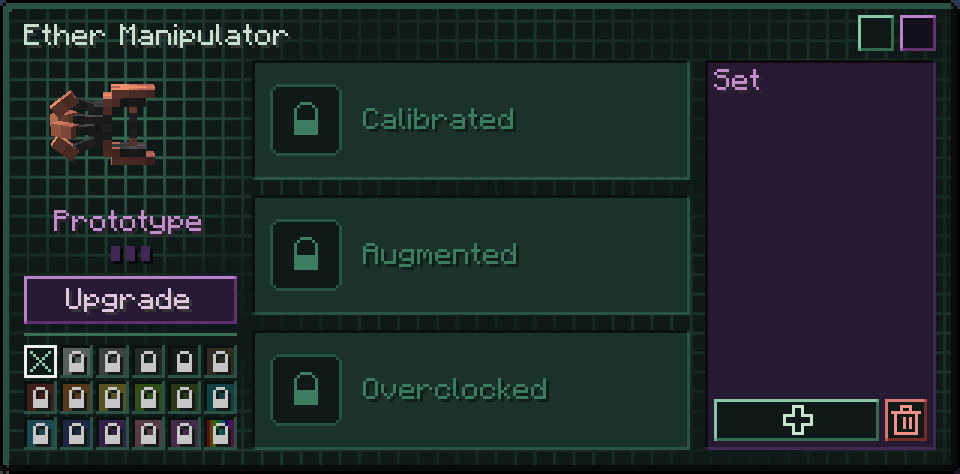 Ether Manipulator
Prototype
Upgrade
Calibrated
Augmented
Overclocked
Set